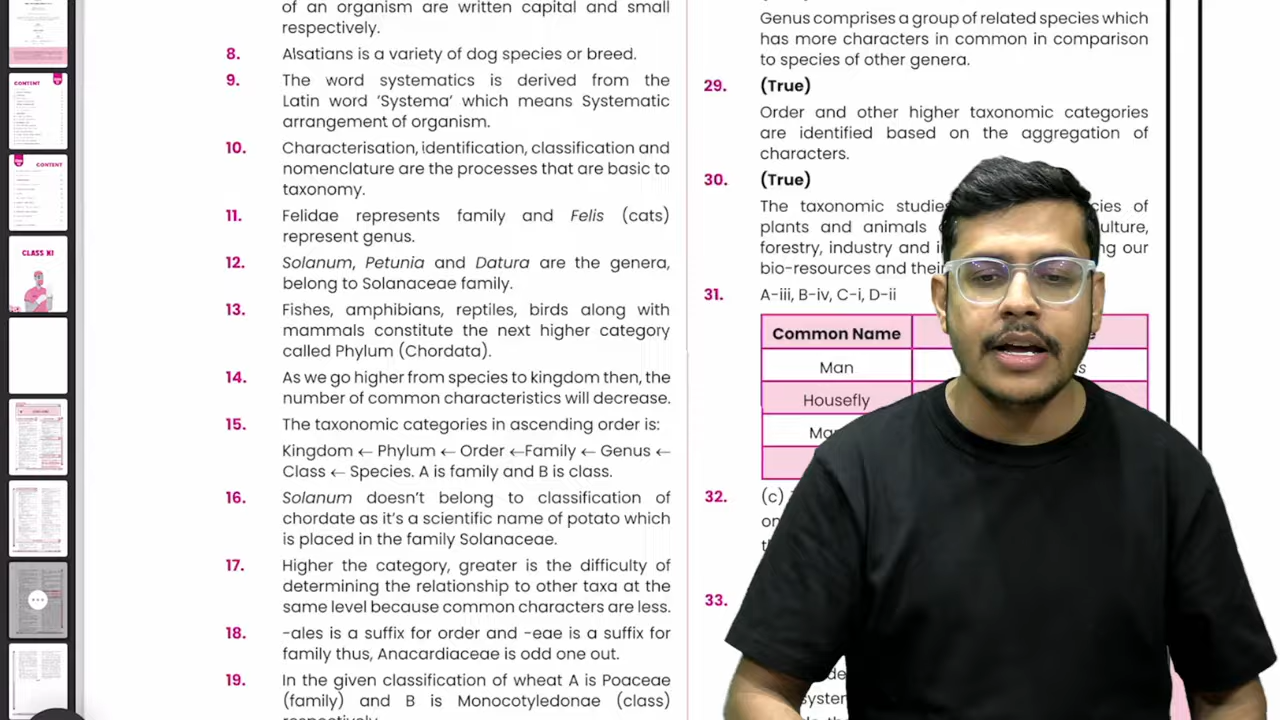 CONTENT
CONTENT
CLASS XI
of an organism are written capital and small
respectively.
8. Alsatians is a variety of dog species or breed.
9. The word systematics is derived from the
Latin word ‘Systema’ which means Systematic
arrangement of organism.
10. Characterisation, identification, classification and
nomenclature are the processes that are basic to
taxonomy.
11. Felidae represents family and Felis (cats)
represent genus.
12. Solanum, Petunia and Datura are the genera,
belong to Solanaceae family.
13. Fishes, amphibians, reptiles, birds along with
mammals constitute the next higher category
called Phylum (Chordata).
14. As we go higher from species to kingdom then, the
number of common characteristics will decrease.
15. The taxonomic categories in ascending order is:
Kingdom ← Phylum ← Order ←Family ← Genus ←
Class ← Species. A is family and B is class.
16. Solanum doesn’t belong to classification of
chordate as it’s a scientific name of potato which
is placed in the family Solanaceae.
17. Higher the category, greater is the difficulty of
determining the relationship to other taxa at the
same level because common characters are less.
18. -ales is a suffix for order and -eae is a suffix for
family thus, Anacardiaceae is odd one out.
19. In the given classification of wheat A is Poaceae
(family) and B is Monocotyledonae (class)
respectively.
Genus comprises a group of related species which
has more characters in common in comparison
to species of other genera.
29. (True)
Order and other higher taxonomic categories
are identified based on the aggregation of
characters.
30. (True)
The taxonomic studies of
plants and animals
forestry, industry and our
bio-resources and their
31. A-iii, B-iv, C-i, D-ii
Common Name
Man
Housefly
32. (c)
33.